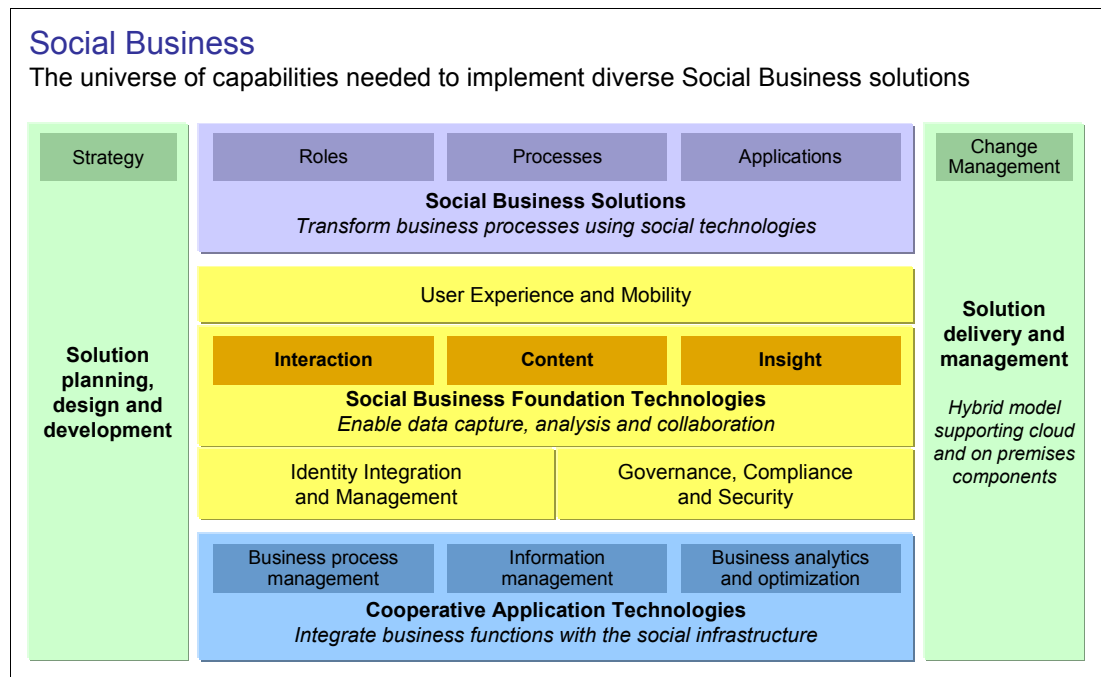 Social Business
The universe of capabilities needed to implement diverse Social Business solutions
Strategy
Solution
planning,
design and
development
Roles
Processes
Applications
Social Business Solutions
Transform business processes using social technologies
User Experience and Mobility
Interaction
Content
Insight
Social Business Foundation Technologies
Enable data capture, analysis and collaboration
Identity Integration
and Management
Governance, Compliance
and Security
Business process
management
Information
management
Business analytics
and optimization
Cooperative Application Technologies
Integrate business functions with the social infrastructure
Change
Management
Solution
delivery and
management
Hybrid model
supporting cloud
and on premises
components